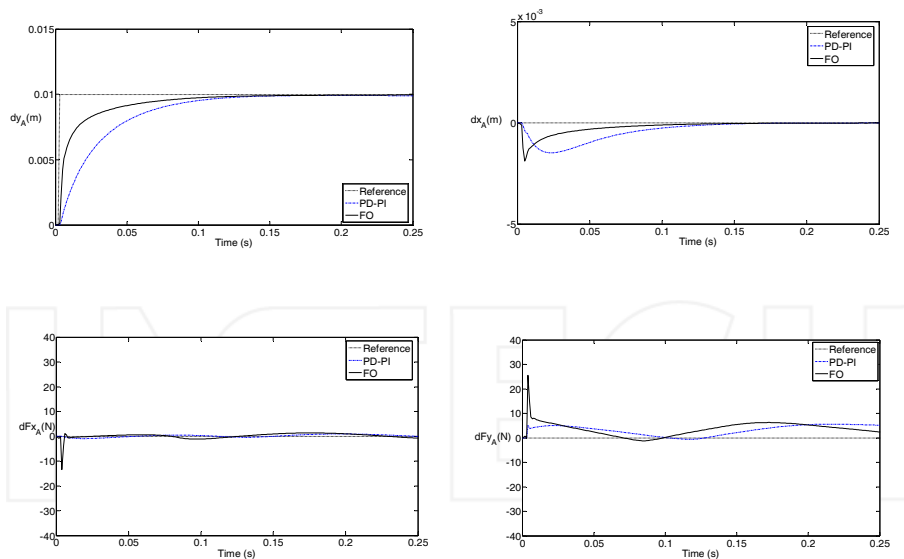 0.015
0.01
dy_A(m)
0.005
0
0 0.05 0.1 0.15 0.2 0.25
Time (s)
Reference
PD-PI
FO
5 x 10^-3
dx_A(m)
0
-5
0 0.05 0.1 0.15 0.2 0.25
Time (s)
Reference
PD-PI
FO
40
30
20
10
dFx_A(N)
0
-10
-20
-30
-40
0 0.05 0.1 0.15 0.2 0.25
Time (s)
Reference
PD-PI
FO
40
30
20
10
dFy_A(N)
0
-10
-20
-30
-40
0 0.05 0.1 0.15 0.2 0.25
Time (s)
Reference
PD-PI
FO